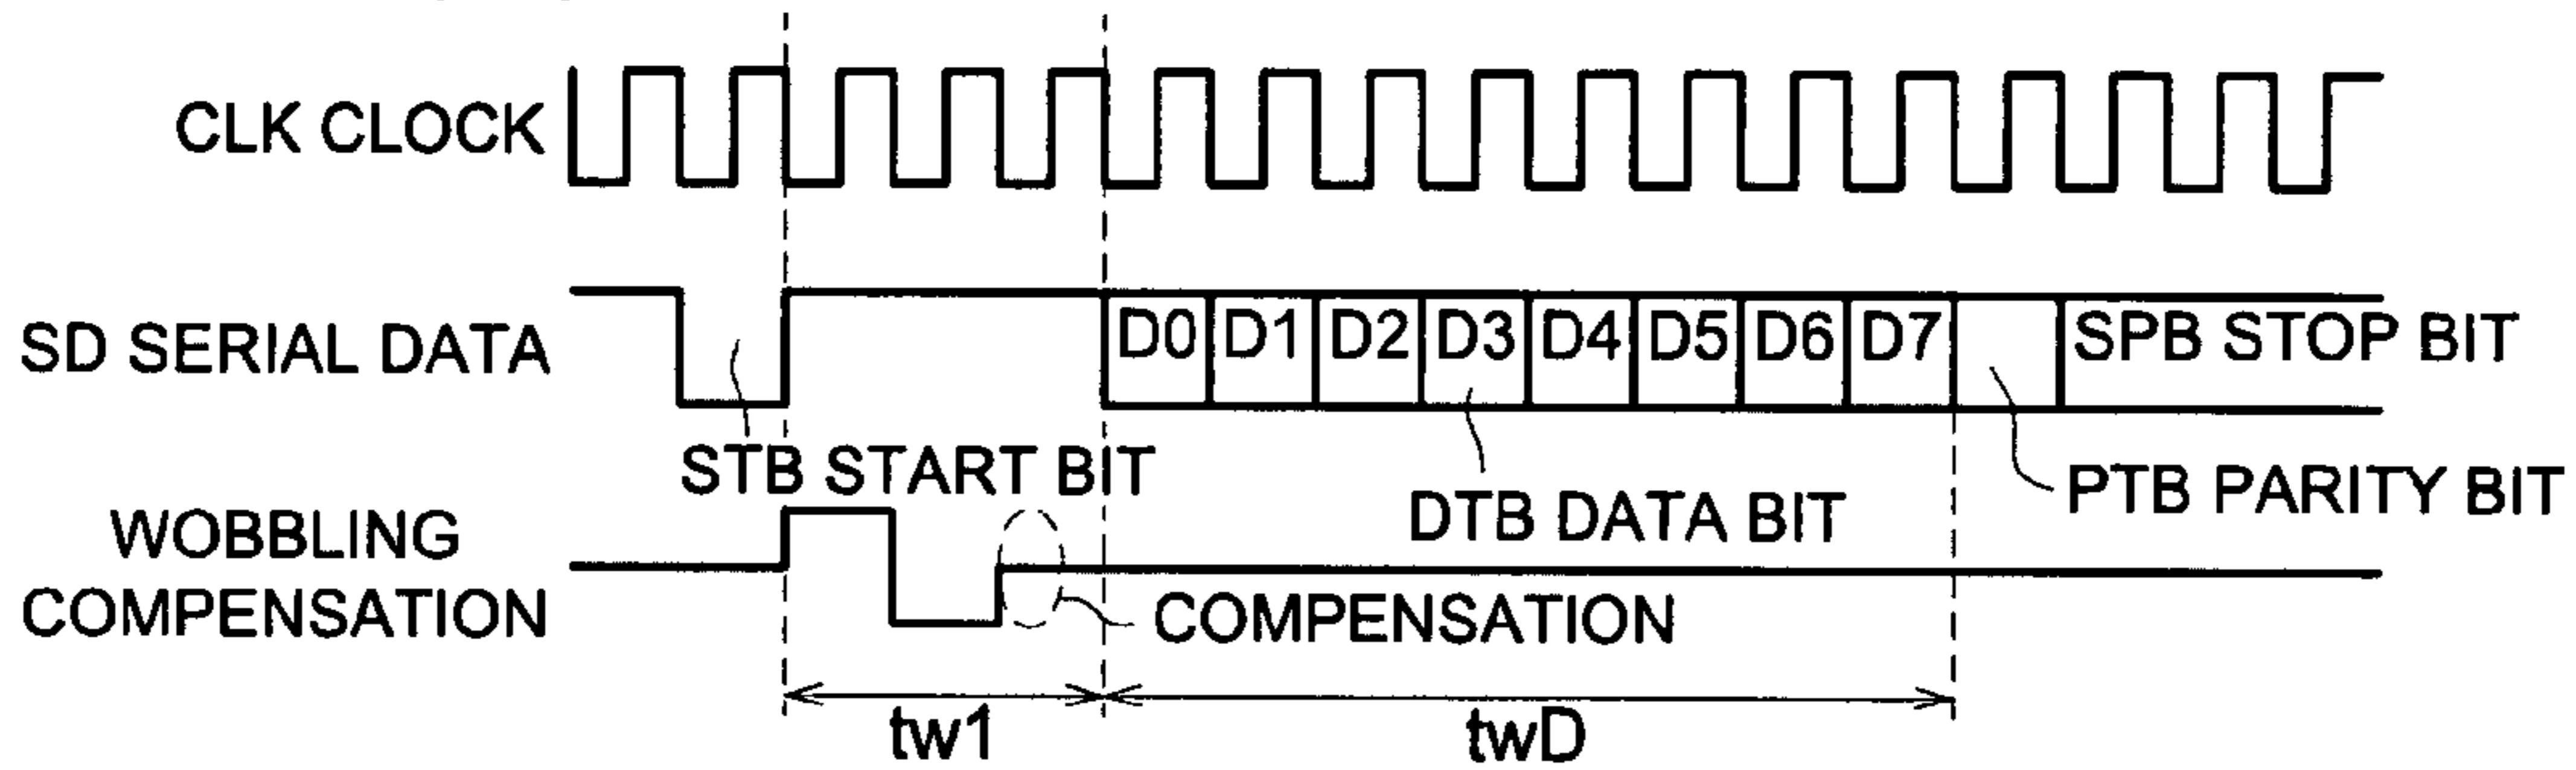 CLK CLOCK
SD SERIAL DATA
D0 D1 D2 D3 D4 D5 D6 D7 SPB STOP BIT
STB START BIT
DTB DATA BIT
PTB PARITY BIT
WOBBLING
COMPENSATION
COMPENSATION
tw1
twD